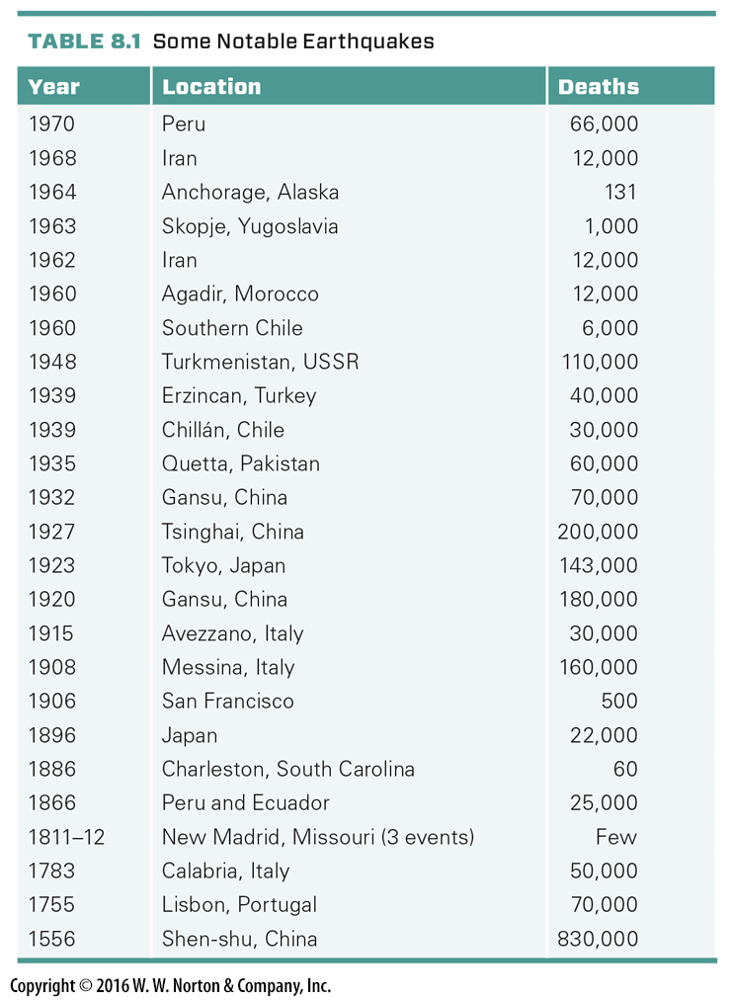 TABLE 8.1 Some Notable Earthquakes
Year Location Deaths
1970 Peru 66,000
1968 Iran 12,000
1964 Anchorage, Alaska 131
1963 Skopje, Yugoslavia 1,000
1962 Iran 12,000
1960 Agadir, Morocco 12,000
1960 Southern Chile 6,000
1948 Turkmenistan, USSR 110,000
1939 Erzincan, Turkey 40,000
1939 Chillán, Chile 30,000
1935 Quetta, Pakistan 60,000
1932 Gansu, China 70,000
1927 Tsinghai, China 200,000
1923 Tokyo, Japan 143,000
1920 Gansu, China 180,000
1915 Avezzano, Italy 30,000
1908 Messina, Italy 160,000
1906 San Francisco 500
1896 Japan 22,000
1886 Charleston, South Carolina 60
1866 Peru and Ecuador 25,000
1811–12 New Madrid, Missouri (3 events) Few
1783 Calabria, Italy 50,000
1755 Lisbon, Portugal 70,000
1556 Shen-shu, China 830,000
Copyright © 2016 W. W. Norton & Company, Inc.